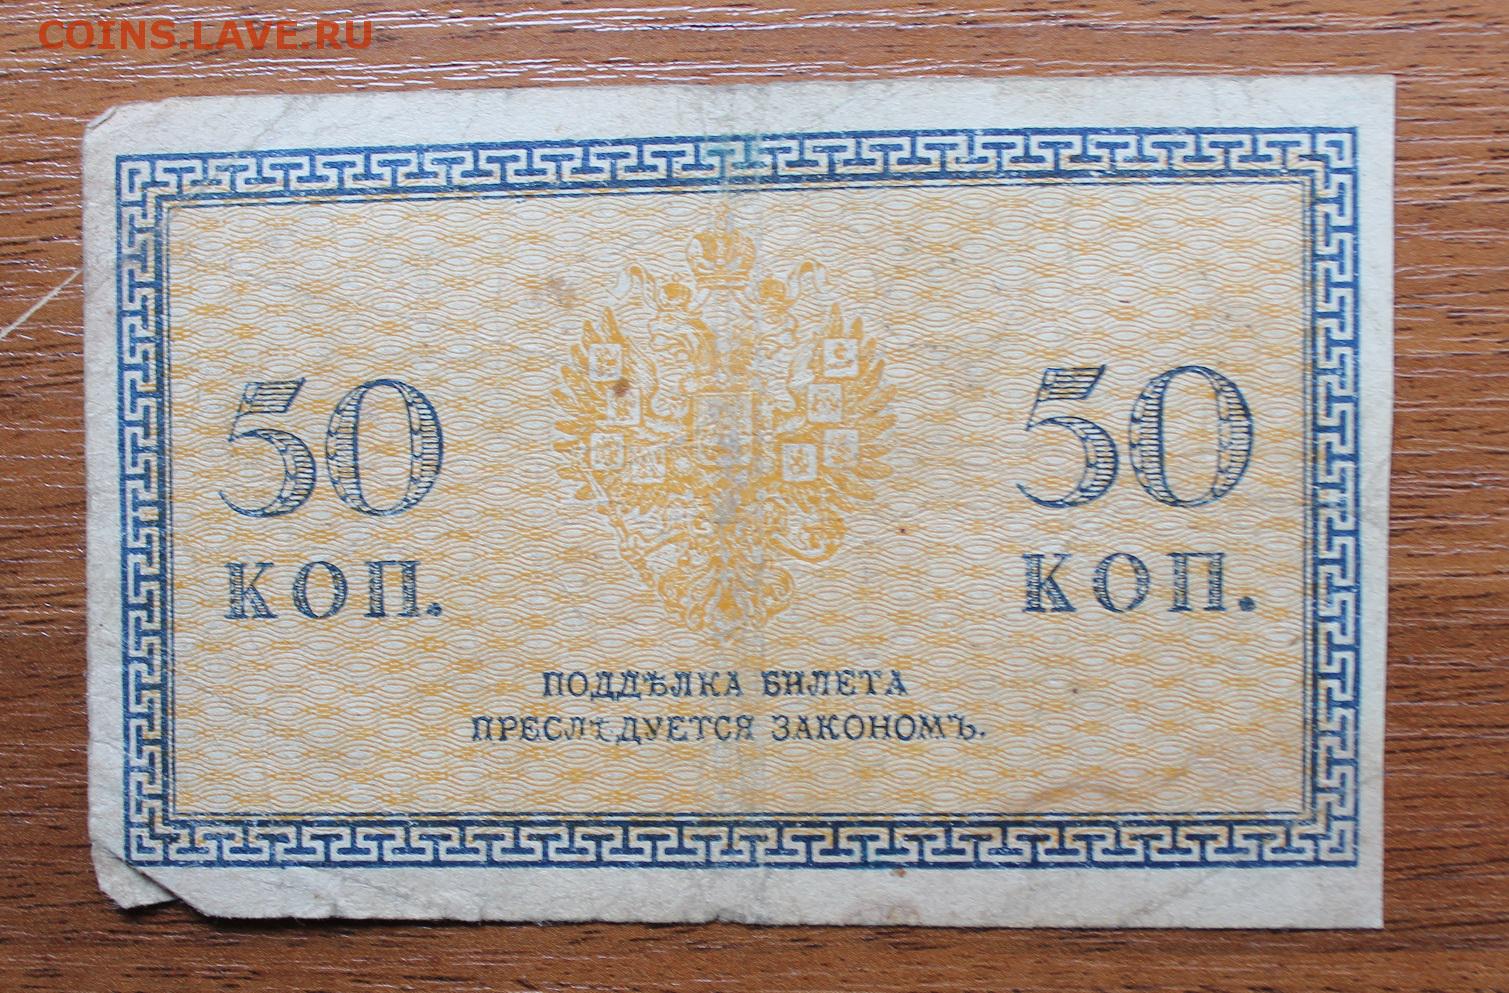 COINS.LAVE.RU
50 50
КОП. КОП.
ПОДДѢЛКА БИЛЕТА
ПРЕСЛѢДУЕТСЯ ЗАКОНОМЪ.